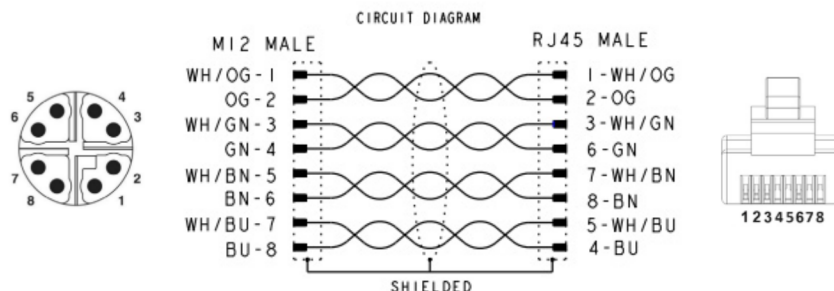 CIRCUIT DIAGRAM
M12 MALE
RJ45 MALE
WH/OG-1
1-WH/OG
OG-2
2-OG
WH/GN-3
3-WH/GN
GN-4
6-GN
WH/BN-5
7-WH/BN
BN-6
8-BN
WH/BU-7
5-WH/BU
BU-8
4-BU
SHIELDED
5
4
6
3
7
2
8
1
12345678